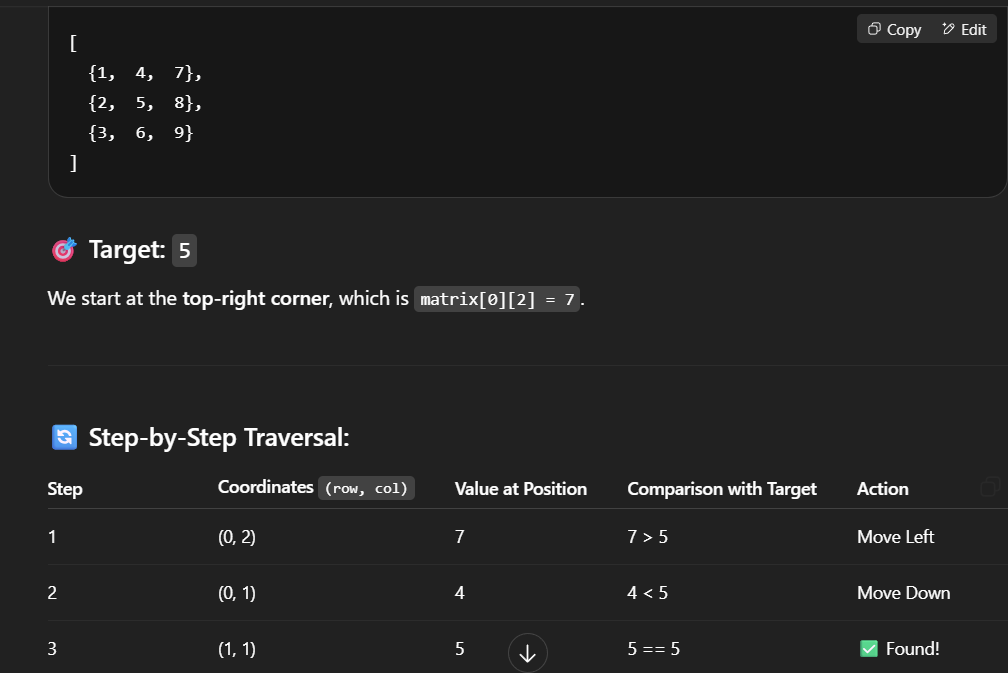 Copy Edit
[
{1, 4, 7},
{2, 5, 8},
{3, 6, 9}
]
Target: 5
We start at the top-right corner, which is matrix[0][2] = 7.
Step-by-Step Traversal:
Step Coordinates (row, col) Value at Position Comparison with Target Action
1 (0, 2) 7 7 > 5 Move Left
2 (0, 1) 4 4 < 5 Move Down
3 (1, 1) 5 5 == 5 Found!